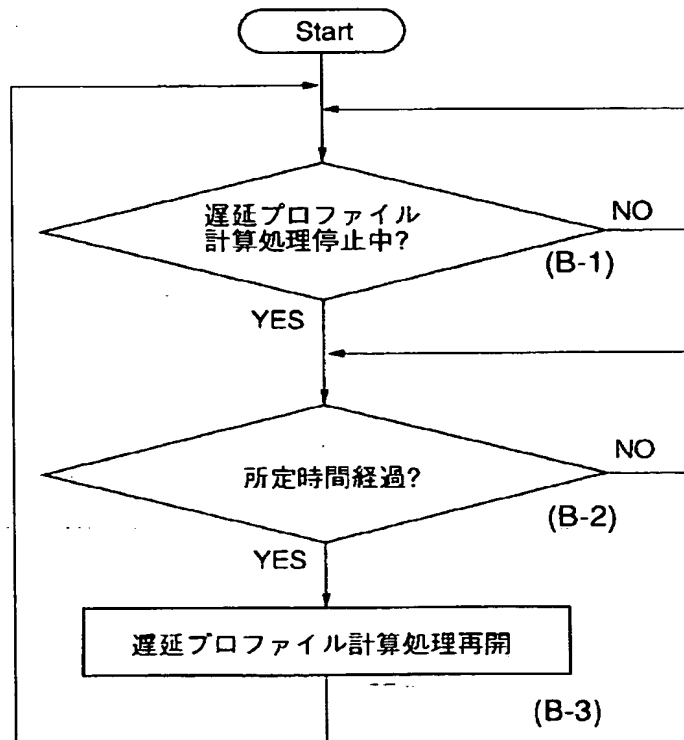 Start
遅延プロファイル
計算処理停止中?
NO
(B-1)
YES
所定時間経過?
NO
(B-2)
YES
遅延プロファイル計算処理再開
(B-3)